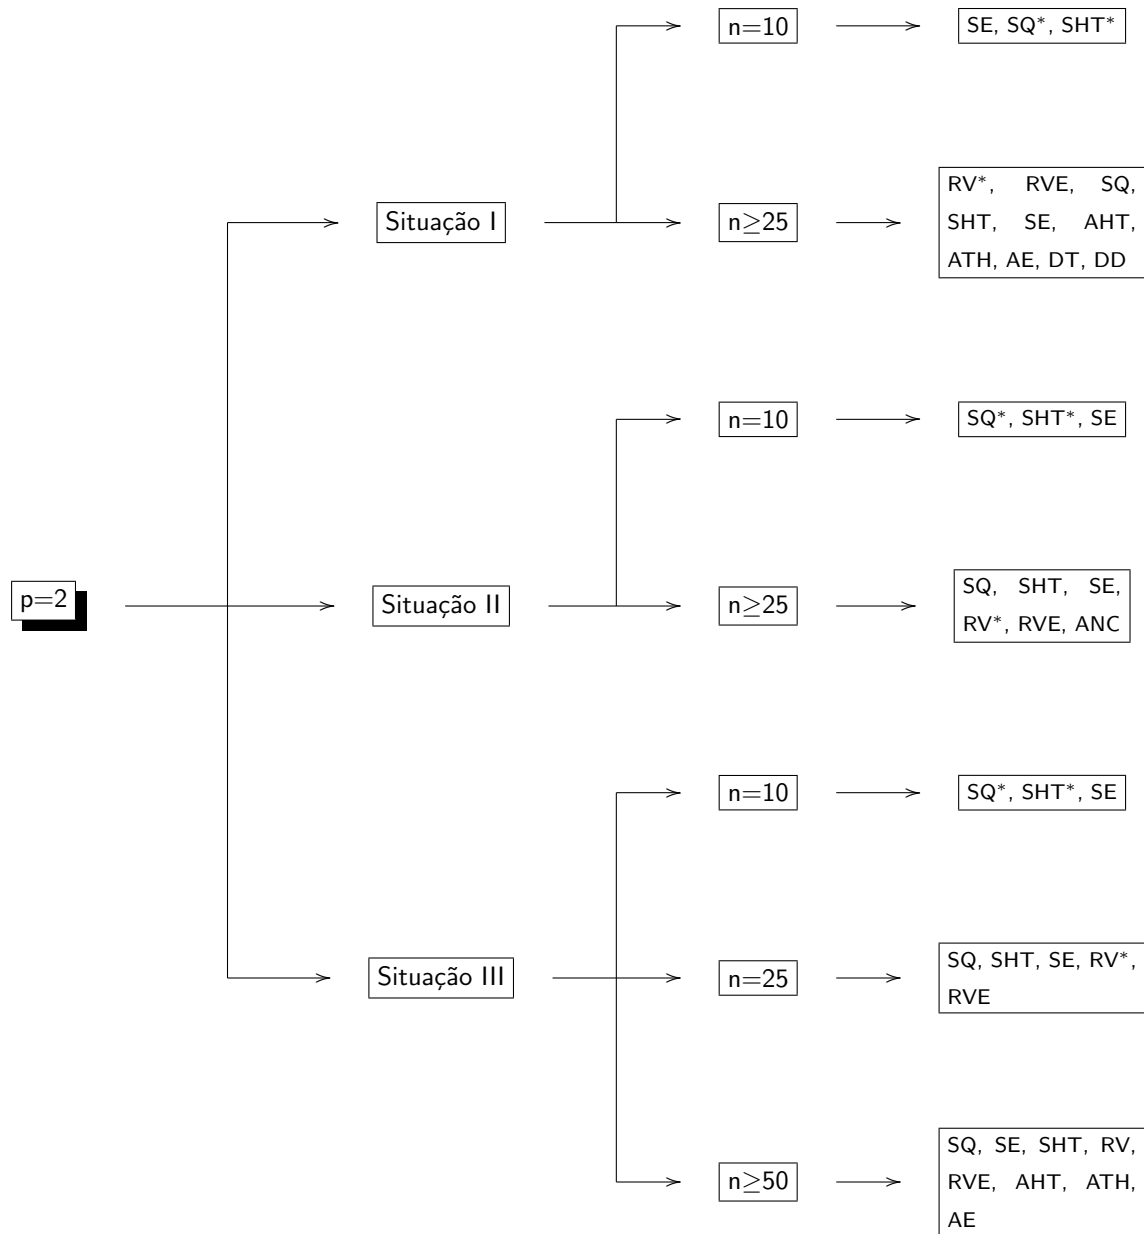 n=10
SE, SQ*, SHT*
Situação I
n≥25
RV*, RVE, SQ,
SHT, SE, AHT,
ATH, AE, DT, DD
n=10
SQ*, SHT*, SE
p=2
Situação II
n≥25
SQ, SHT, SE,
RV*, RVE, ANC
n=10
SQ*, SHT*, SE
Situação III
n=25
SQ, SHT, SE, RV*,
RVE
n≥50
SQ, SE, SHT, RV,
RVE, AHT, ATH,
AE